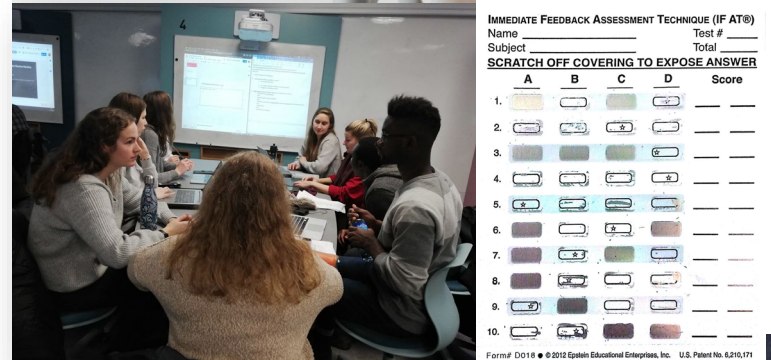 4
IMMEDIATE FEEDBACK ASSESSMENT TECHNIQUE (IF AT®)
Name Test #
Subject Total
SCRATCH OFF COVERING TO EXPOSE ANSWER
A B C D Score
1.
2.
3.
4.
5.
6.
7.
8.
9.
10.
Form# D018 ● © 2012 Epstein Educational Enterprises, Inc. U.S. Patent No. 6,210,171